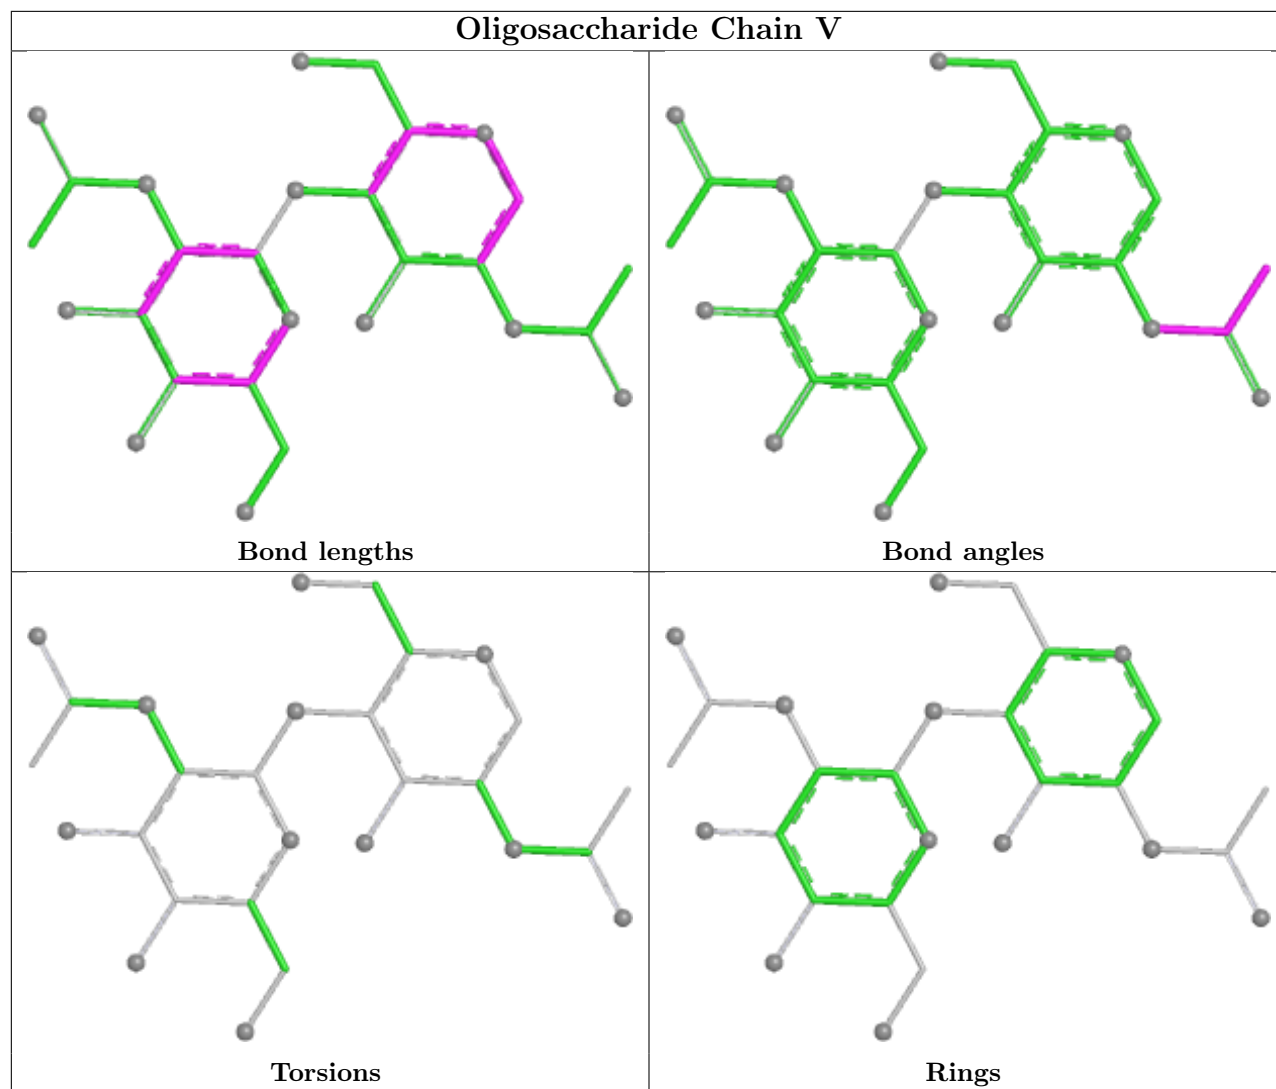 Oligosaccharide Chain V
Bond lengths
Bond angles
Torsions
Rings